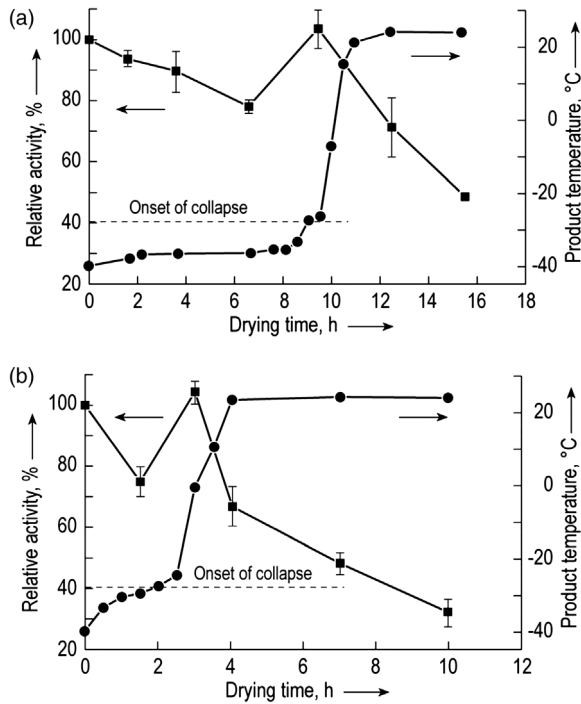 (a)
100
80
60
40
20
Relative activity, %
20
0
-20
-40
Product temperature, °C
Onset of collapse
0 2 4 6 8 10 12 14 16 18
Drying time, h
(b)
100
80
60
40
20
Relative activity, %
20
0
-20
-40
Product temperature, °C
Onset of collapse
0 2 4 6 8 10 12
Drying time, h